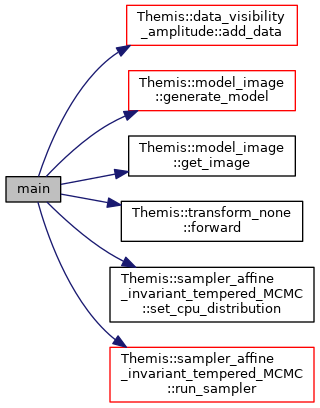 main
Themis::data_visibility
_amplitude::add_data
Themis::model_image
::generate_model
Themis::model_image
::get_image
Themis::transform_none
::forward
Themis::sampler_affine
_invariant_tempered_MCMC
::set_cpu_distribution
Themis::sampler_affine
_invariant_tempered_MCMC
::run_sampler